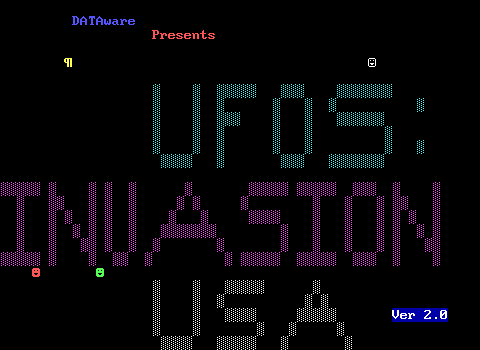 DATAware
Presents
UFOS:
INVASION
USA
Ver 2.0